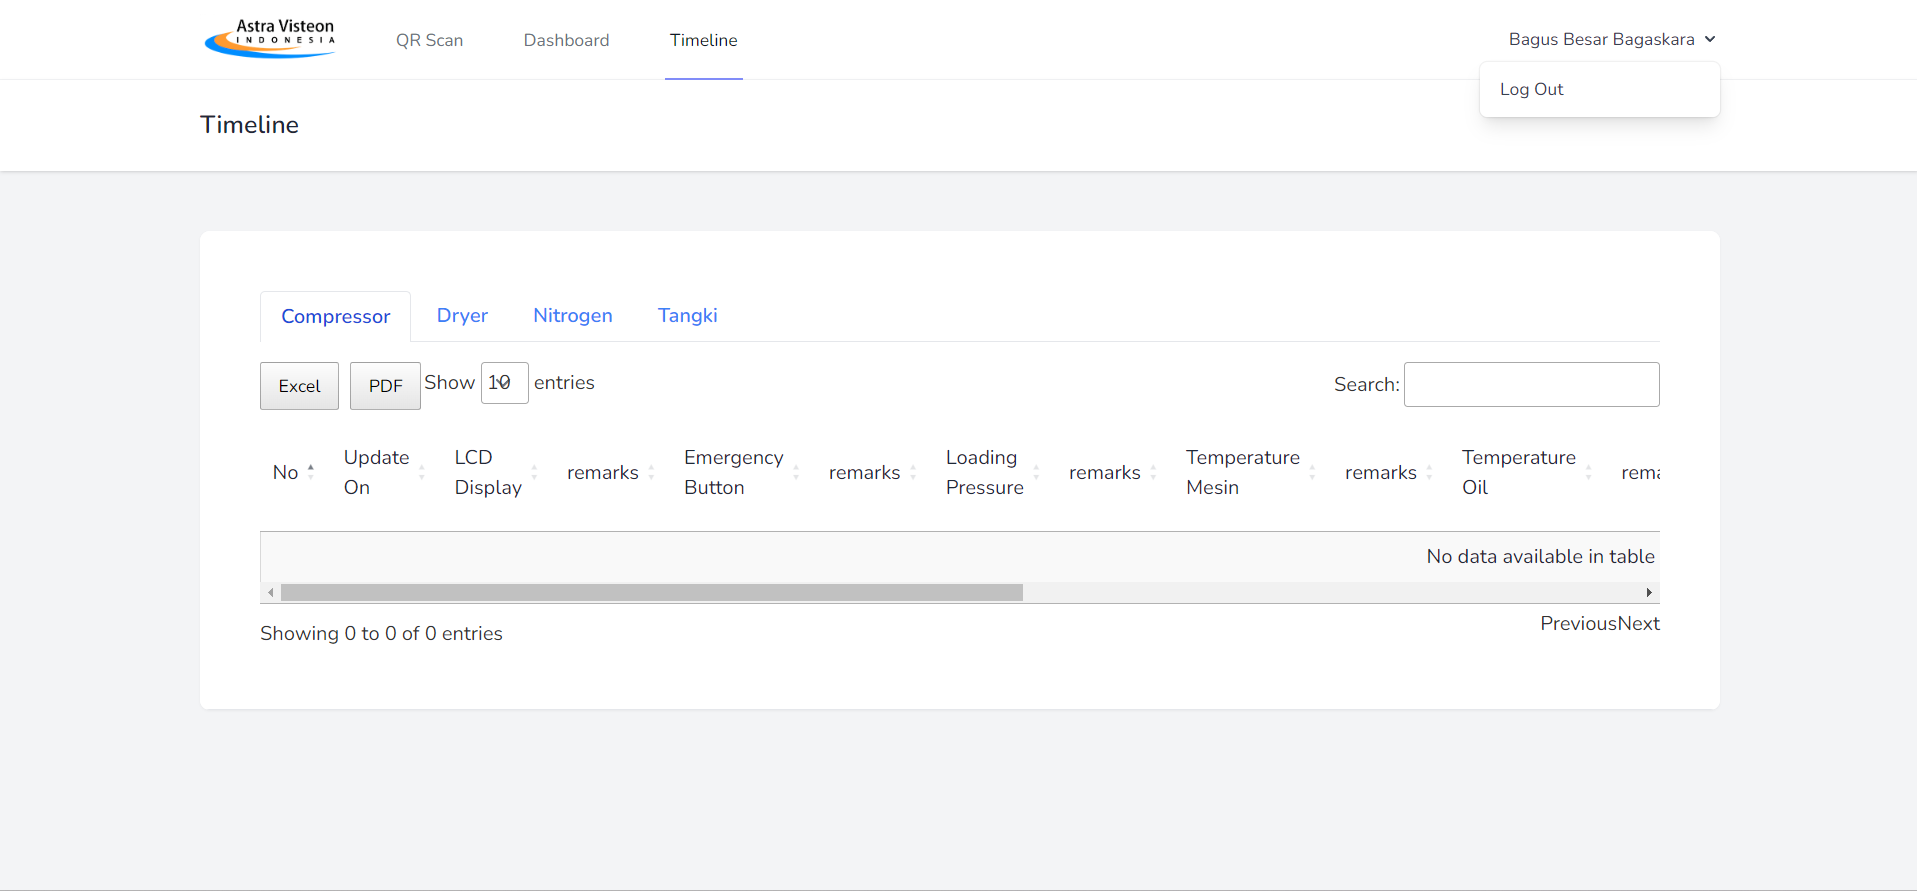 Astra Visteon
INDONESIA
QR Scan
Dashboard
Timeline
Bagus Besar Bagaskara
Log Out
Timeline
Compressor
Dryer
Nitrogen
Tangki
Excel
PDF
Show 10 entries
Search:
No
Update
On
LCD
Display
remarks
Emergency
Button
remarks
Loading
Pressure
remarks
Temperature
Mesin
remarks
Temperature
Oil
rema
No data available in table
Showing 0 to 0 of 0 entries
PreviousNext